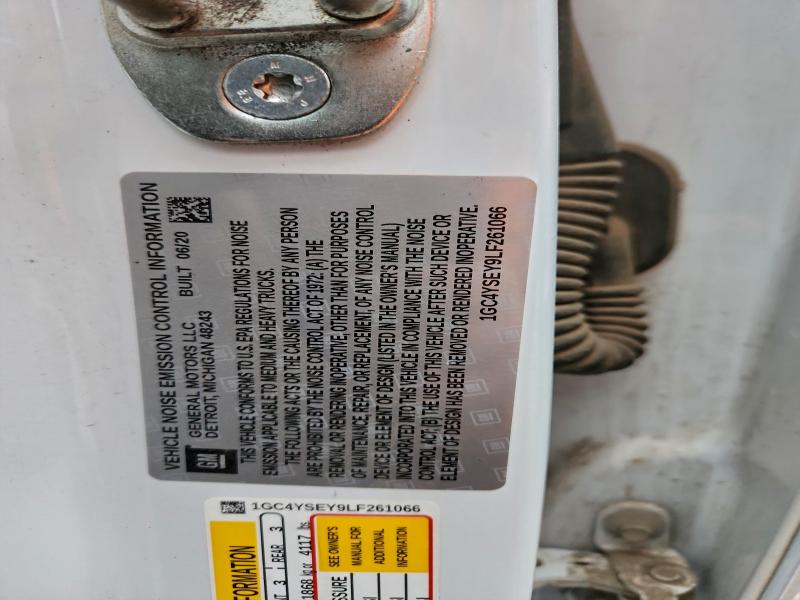 VEHICLE NOISE EMISSION CONTROL INFORMATION
GM
GENERAL MOTORS LLC
DETROIT, MICHIGAN 48243
BUILT 06/20
THIS VEHICLE CONFORMS TO U.S. EPA REGULATIONS FOR NOISE
EMISSION APPLICABLE TO MEDIUM AND HEAVY TRUCKS.
THE FOLLOWING ACTS OR THE CAUSING THEREOF BY ANY PERSON
ARE PROHIBITED BY THE NOISE CONTROL ACT OF 1972: (A) THE
REMOVAL OR RENDERING INOPERATIVE, OTHER THAN FOR PURPOSES
OF MAINTENANCE, REPAIR, OR REPLACEMENT, OF ANY NOISE CONTROL
DEVICE OR ELEMENT OF DESIGN (LISTED IN THE OWNER'S MANUAL)
INCORPORATED INTO THIS VEHICLE IN COMPLIANCE WITH THE NOISE
CONTROL ACT; (B) THE USE OF THIS VEHICLE AFTER SUCH DEVICE OR
ELEMENT OF DESIGN HAS BEEN REMOVED OR RENDERED INOPERATIVE.
1GC4YSEY9LF261066
1GC4YSEY9LF261066
FORMATION
3 REAR 3
1868 kg or 4117 lbs
SEE OWNER'S
MANUAL FOR
ADDITIONAL
INFORMATION